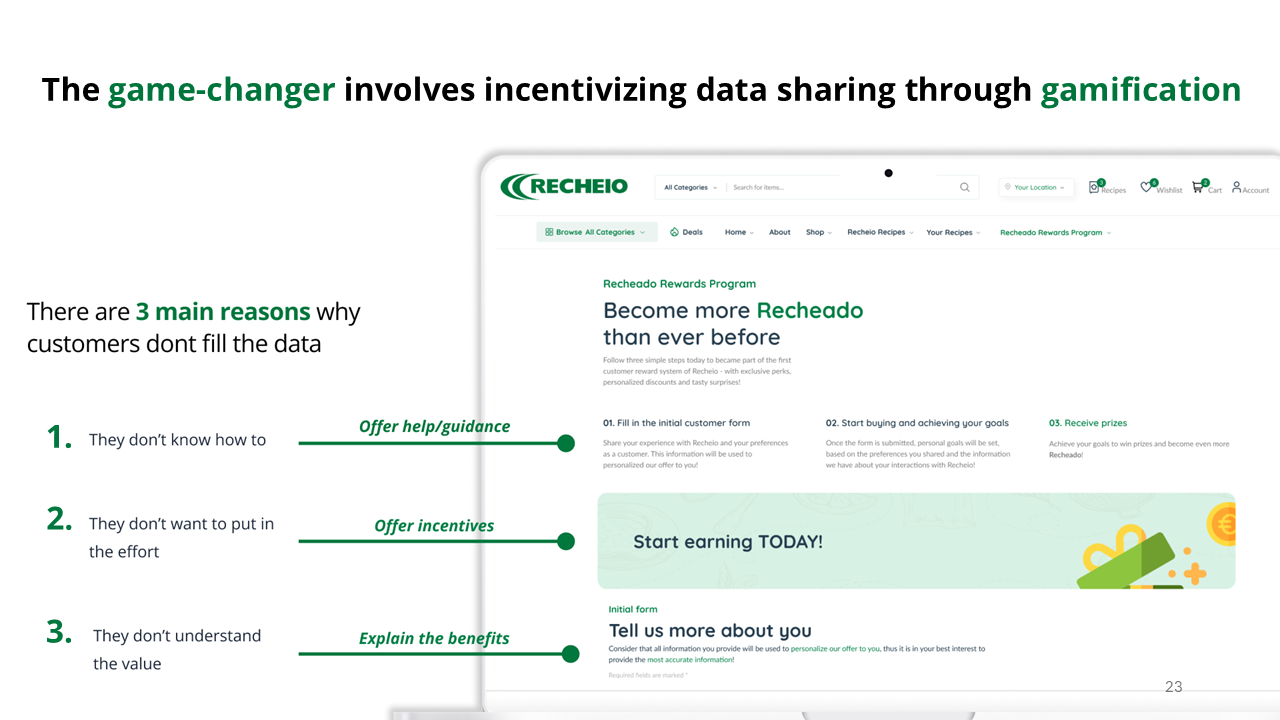 The game-changer involves incentivizing data sharing through gamification
There are 3 main reasons why
customers dont fill the data
1. They don’t know how to
Offer help/guidance
2. They don’t want to put in
the effort
Offer incentives
3. They don’t understand
the value
Explain the benefits
RECHEIO
All Categories
Search for items...
Your Location
3
Recipes
6
Wishlist
2
Cart
Account
Browse All Categories
Deals
Home
About
Shop
Recheio Recipes
Your Recipes
Recheado Rewards Program
Recheado Rewards Program
Become more Recheado
than ever before
Follow three simple steps today to became part of the first
customer reward system of Recheio - with exclusive perks,
personalized discounts and tasty surprises!
01. Fill in the initial customer form
Share your experience with Recheio and your preferences
as a customer. This information will be used to
personalized our offer to you!
02. Start buying and achieving your goals
Once the form is submitted, personal goals will be set,
based on the preferences you shared and the information
we have about your interactions with Recheio!
03. Receive prizes
Achieve your goals to win prizes and become even more
Recheado!
Start earning TODAY!
€
Initial form
Tell us more about you
Consider that all information you provide will be used to personalize our offer to you, thus it is in your best interest to
provide the most accurate information!
Required fields are marked *
23